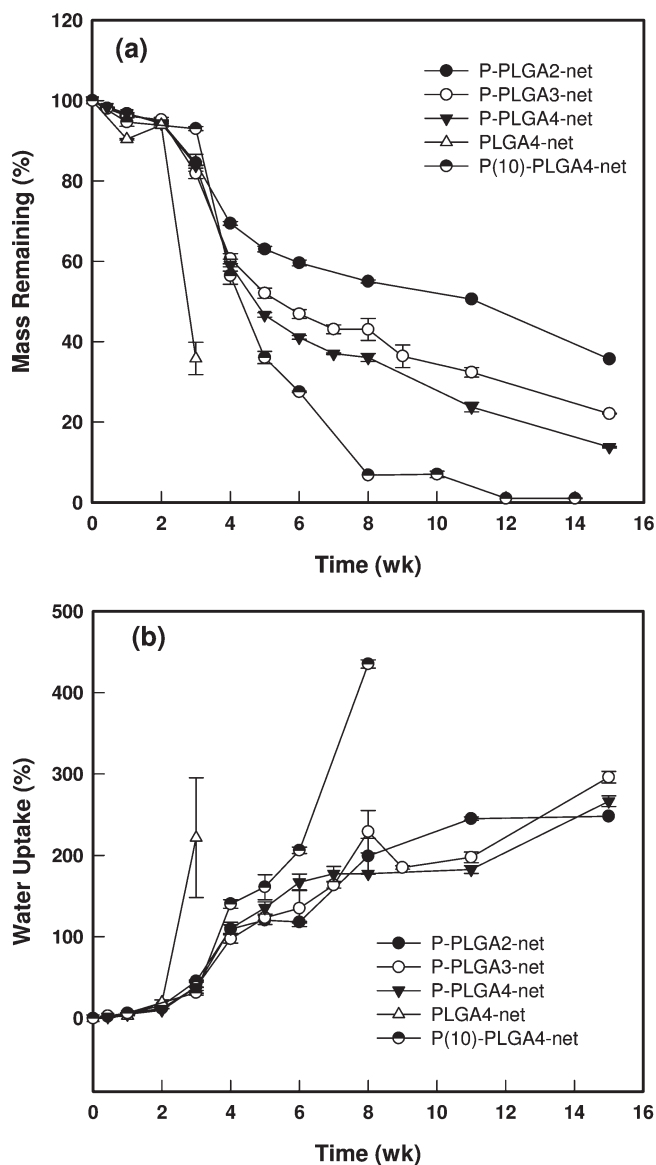 (a)
P-PLGA2-net
P-PLGA3-net
P-PLGA4-net
PLGA4-net
P(10)-PLGA4-net
120
100
80
60
40
20
0
Mass Remaining (%)
0 2 4 6 8 10 12 14 16
Time (wk)
(b)
500
400
300
200
100
0
Water Uptake (%)
P-PLGA2-net
P-PLGA3-net
P-PLGA4-net
PLGA4-net
P(10)-PLGA4-net
0 2 4 6 8 10 12 14 16
Time (wk)